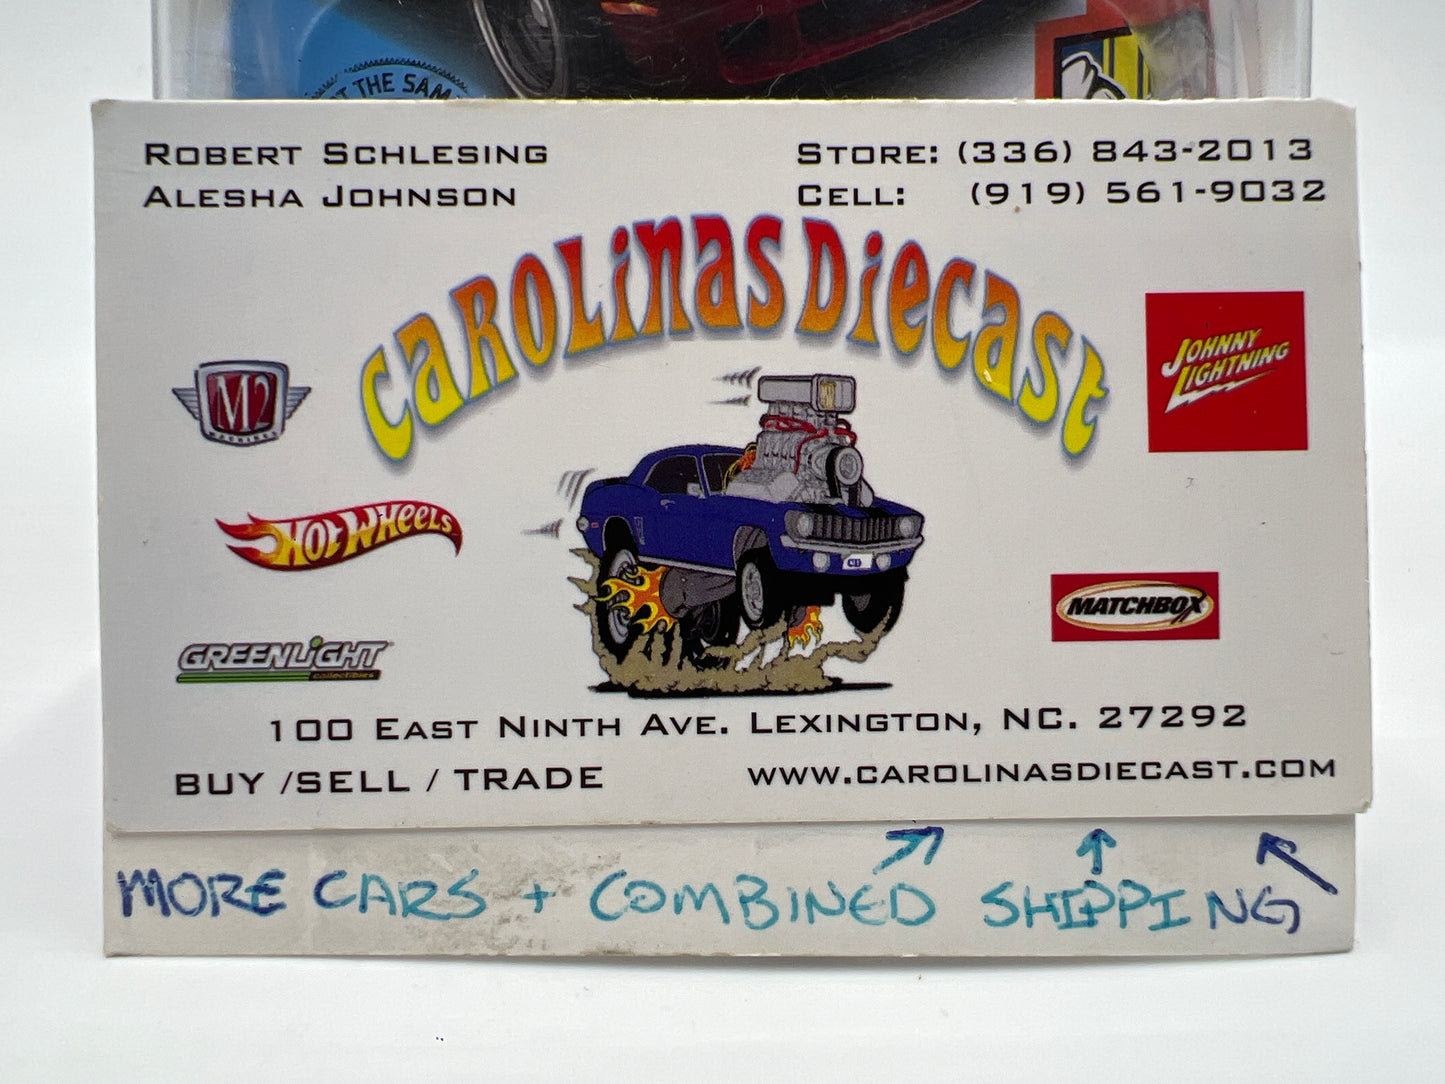 THE SAM
ROBERT SCHLESING
ALESHA JOHNSON
STORE: (336) 843-2013
CELL: (919) 561-9032
CAROLINAS DIECAST
M2
MACHINES
JOHNNY
LIGHTNING
HOT WHEELS
MATCHBOX
GREENLIGHT
collectibles
100 EAST NINTH AVE. LEXINGTON, NC. 27292
BUY /SELL / TRADE
WWW.CAROLINASDIECAST.COM
MORE CARS + COMBINED SHIPPING